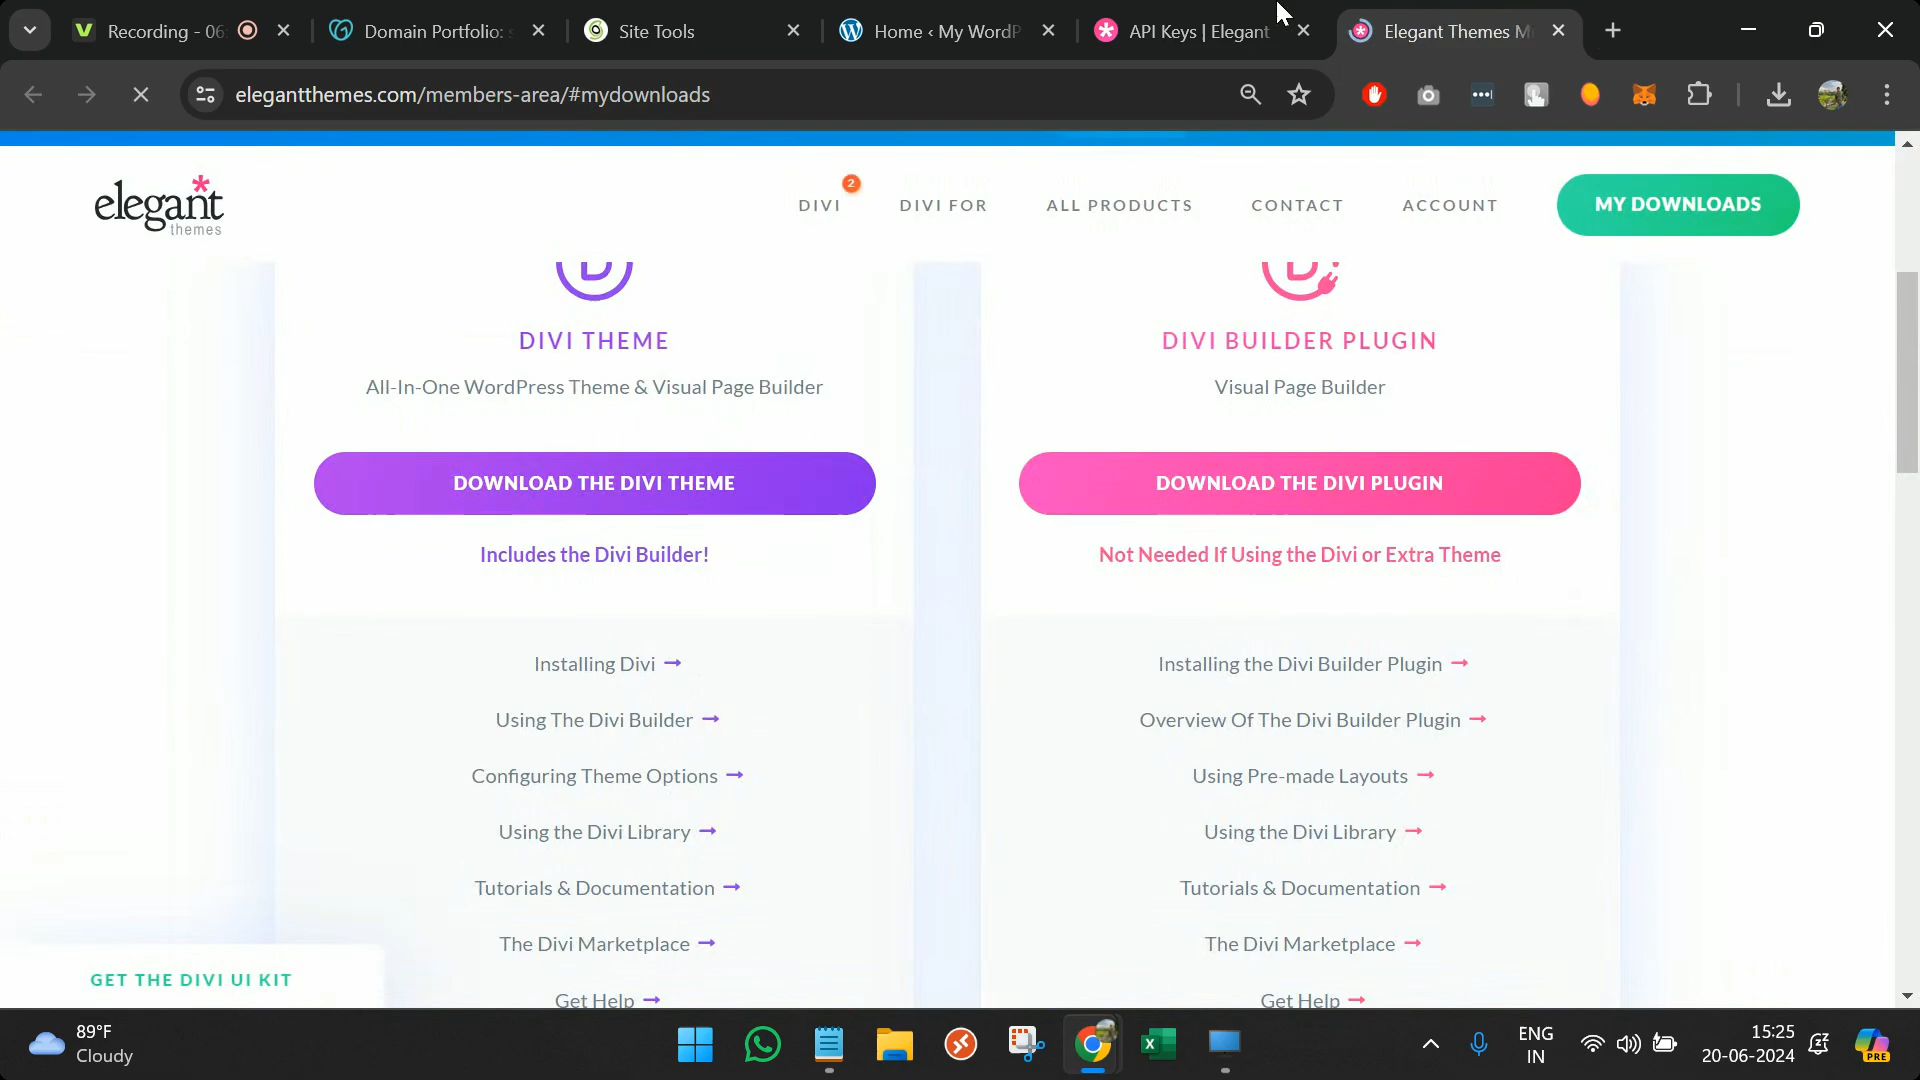 Recording - 06
Domain Portfolio: s
Site Tools
Home ‹ My WordP
API Keys | Elegant
Elegant Themes M
elegantthemes.com/members-area/#mydownloads
elegant
themes
DIVI
2
DIVI FOR
ALL PRODUCTS
CONTACT
ACCOUNT
MY DOWNLOADS
DIVI THEME
All-In-One WordPress Theme & Visual Page Builder
DOWNLOAD THE DIVI THEME
Includes the Divi Builder!
Installing Divi →
Using The Divi Builder →
Configuring Theme Options →
Using the Divi Library →
Tutorials & Documentation →
The Divi Marketplace →
Get Help →
DIVI BUILDER PLUGIN
Visual Page Builder
DOWNLOAD THE DIVI PLUGIN
Not Needed If Using the Divi or Extra Theme
Installing the Divi Builder Plugin →
Overview Of The Divi Builder Plugin →
Using Pre-made Layouts →
Using the Divi Library →
Tutorials & Documentation →
The Divi Marketplace →
Get Help →
GET THE DIVI UI KIT
89°F
Cloudy
ENG
IN
15:25
20-06-2024
PRE